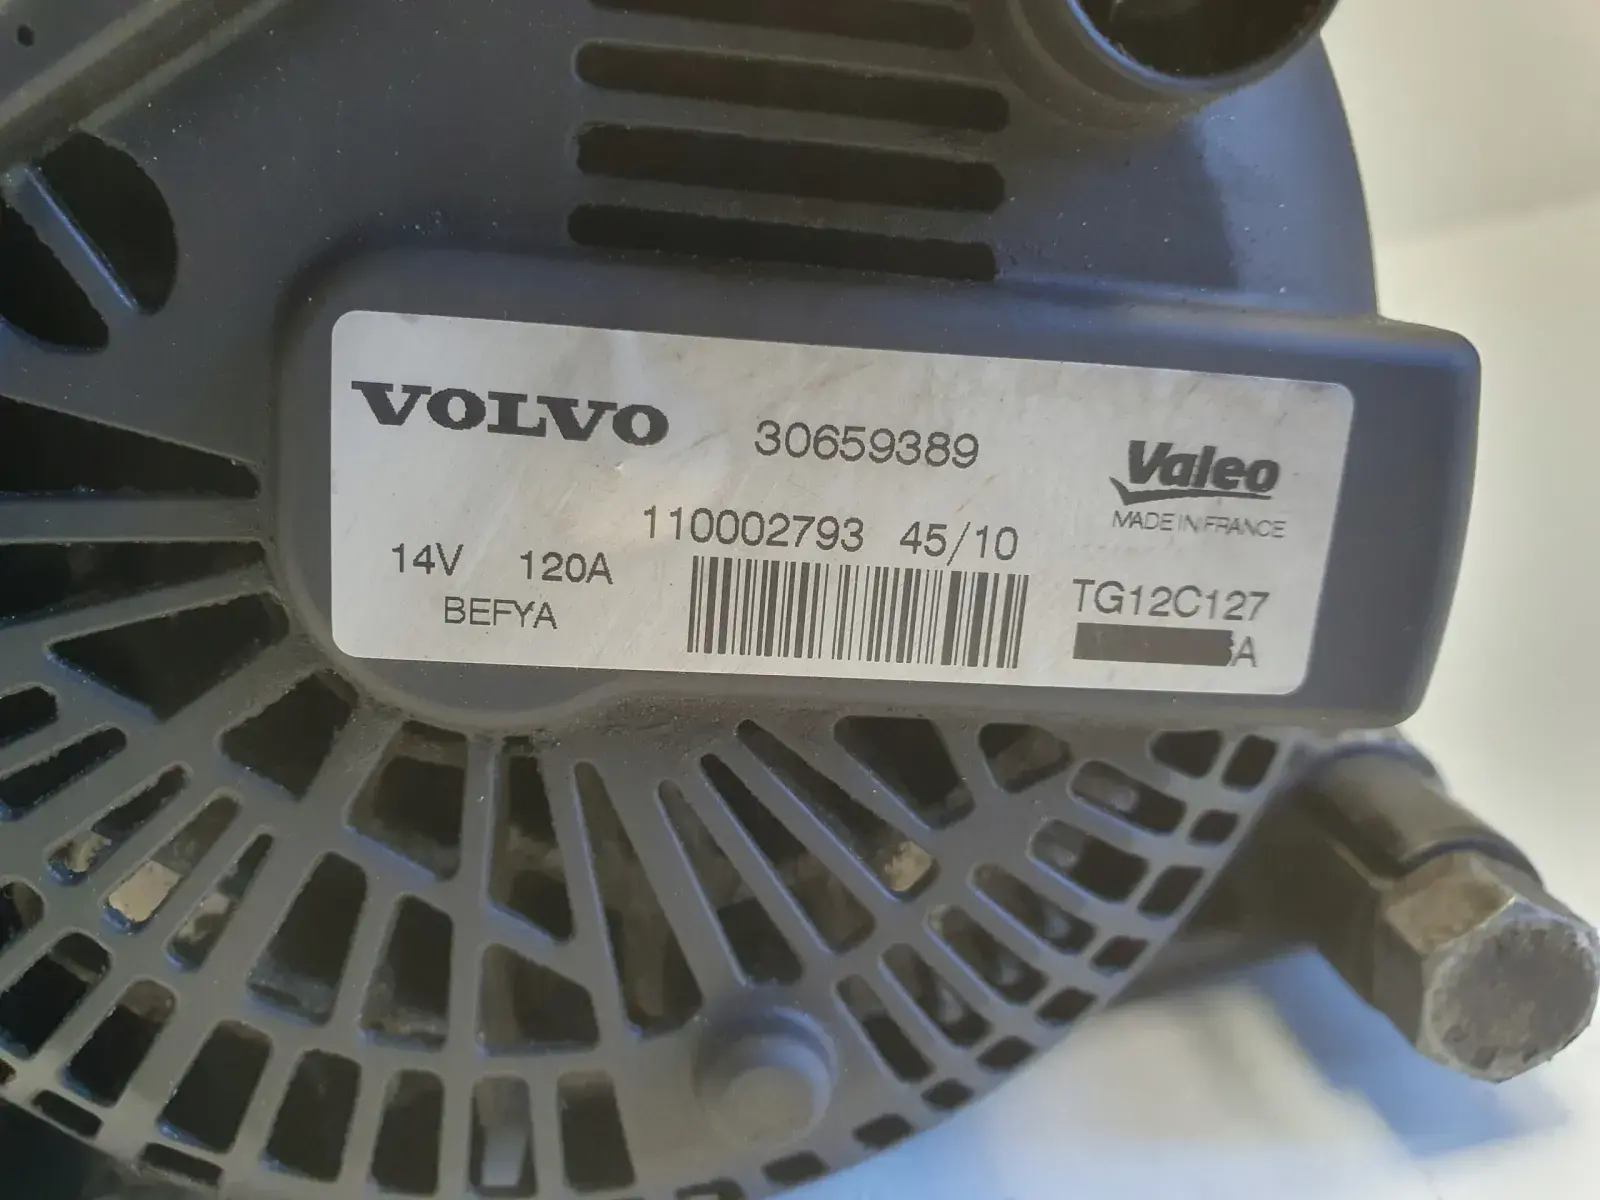 VOLVO 30659389 Valeo
MADE IN FRANCE
110002793 45/10
14V 120A
BEFYA
TG12C127
A